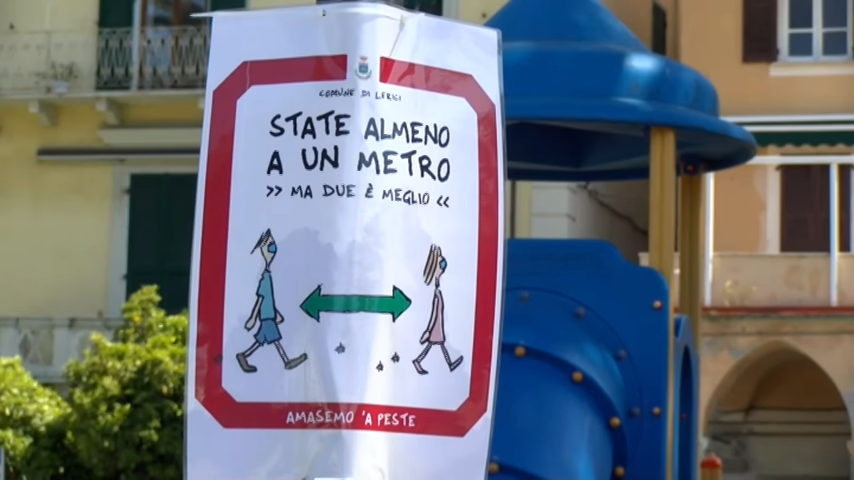 COMUNE DI LERICI
STATE ALMENO
A UN METRO
>> MA DUE È MEGLIO <<
AMASEMO 'A PESTE